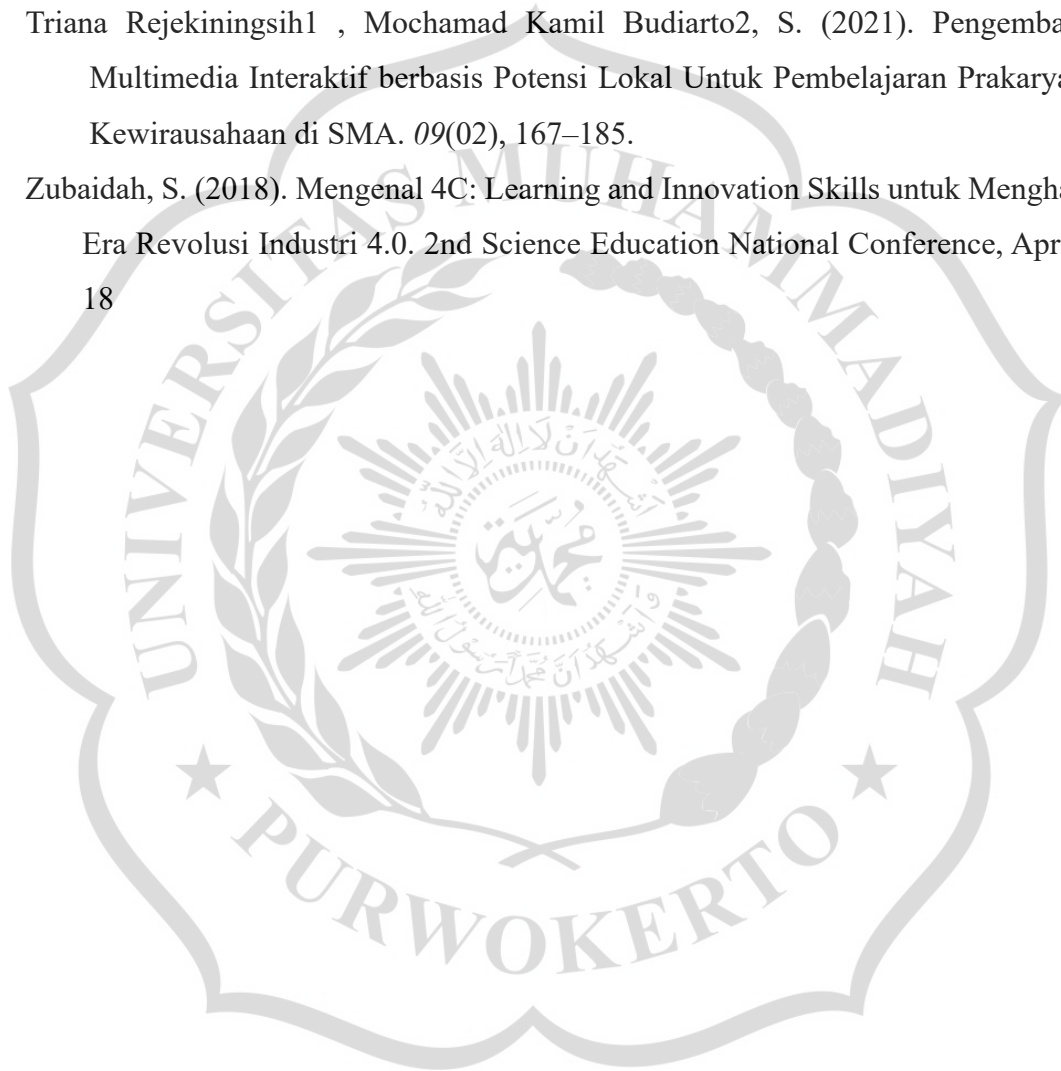 Triana Rejekiningsih1 , Mochamad Kamil Budiarto2, S. (2021). Pengemba
Multimedia Interaktif berbasis Potensi Lokal Untuk Pembelajaran Prakarya
Kewirausahaan di SMA. 09(02), 167–185.
Zubaidah, S. (2018). Mengenal 4C: Learning and Innovation Skills untuk Mengha
Era Revolusi Industri 4.0. 2nd Science Education National Conference, Apr
18
UNIVERSITAS MUHAMMADIYAH
اَشْهَدُ اَنْ لَا اِلٰهَ اِلَّا اللهُ
مُحَمَّدِيَّة
وَاَشْهَدُ اَنَّ مُحَمَّدًا رَسُوْلُ اللهِ
PURWOKERTO